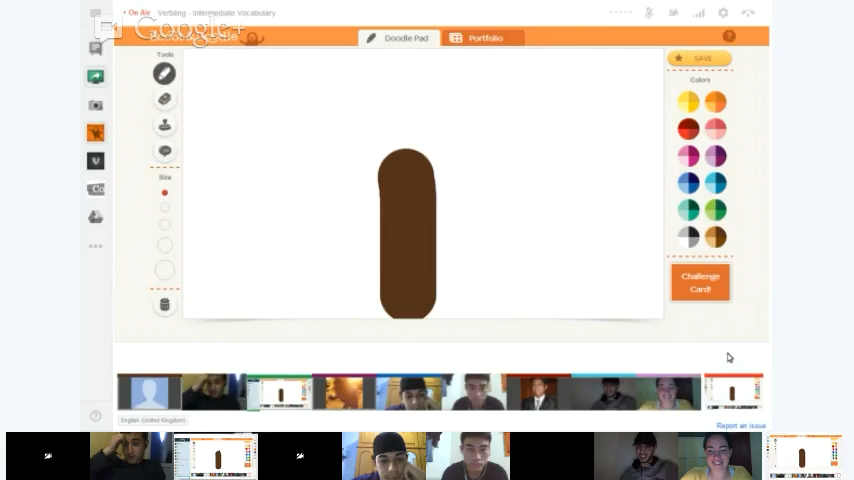 • On Air Verbling - Intermediate Vocabulary
Google+
Doodle Pad
Portfolio
?
Tools
SAVE
Colors
Size
Challenge
Card!
Co
English (United Kingdom)
?
Report an issue